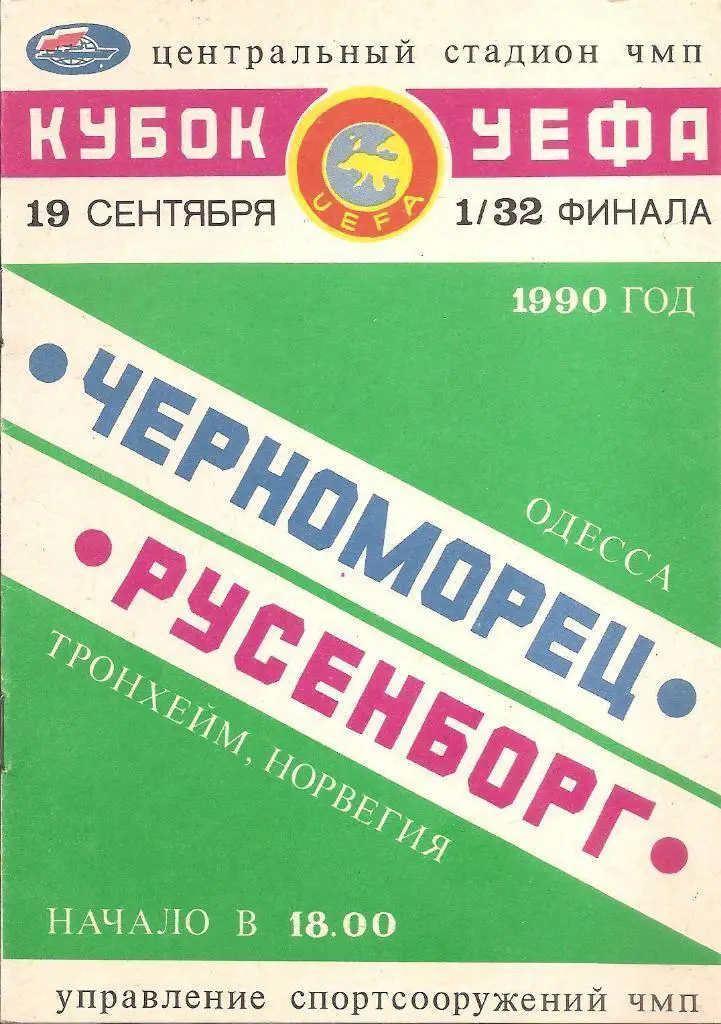 центральный стадион чмп
КУБОК УЕФА
UEFA
19 СЕНТЯБРЯ 1/32 ФИНАЛА
1990 ГОД
ЧЕРНОМОРЕЦ
ОДЕССА
РУСЕНБОРГ
ТРОНХЕЙМ, НОРВЕГИЯ
НАЧАЛО В 18.00
управление спортсооружений чмп